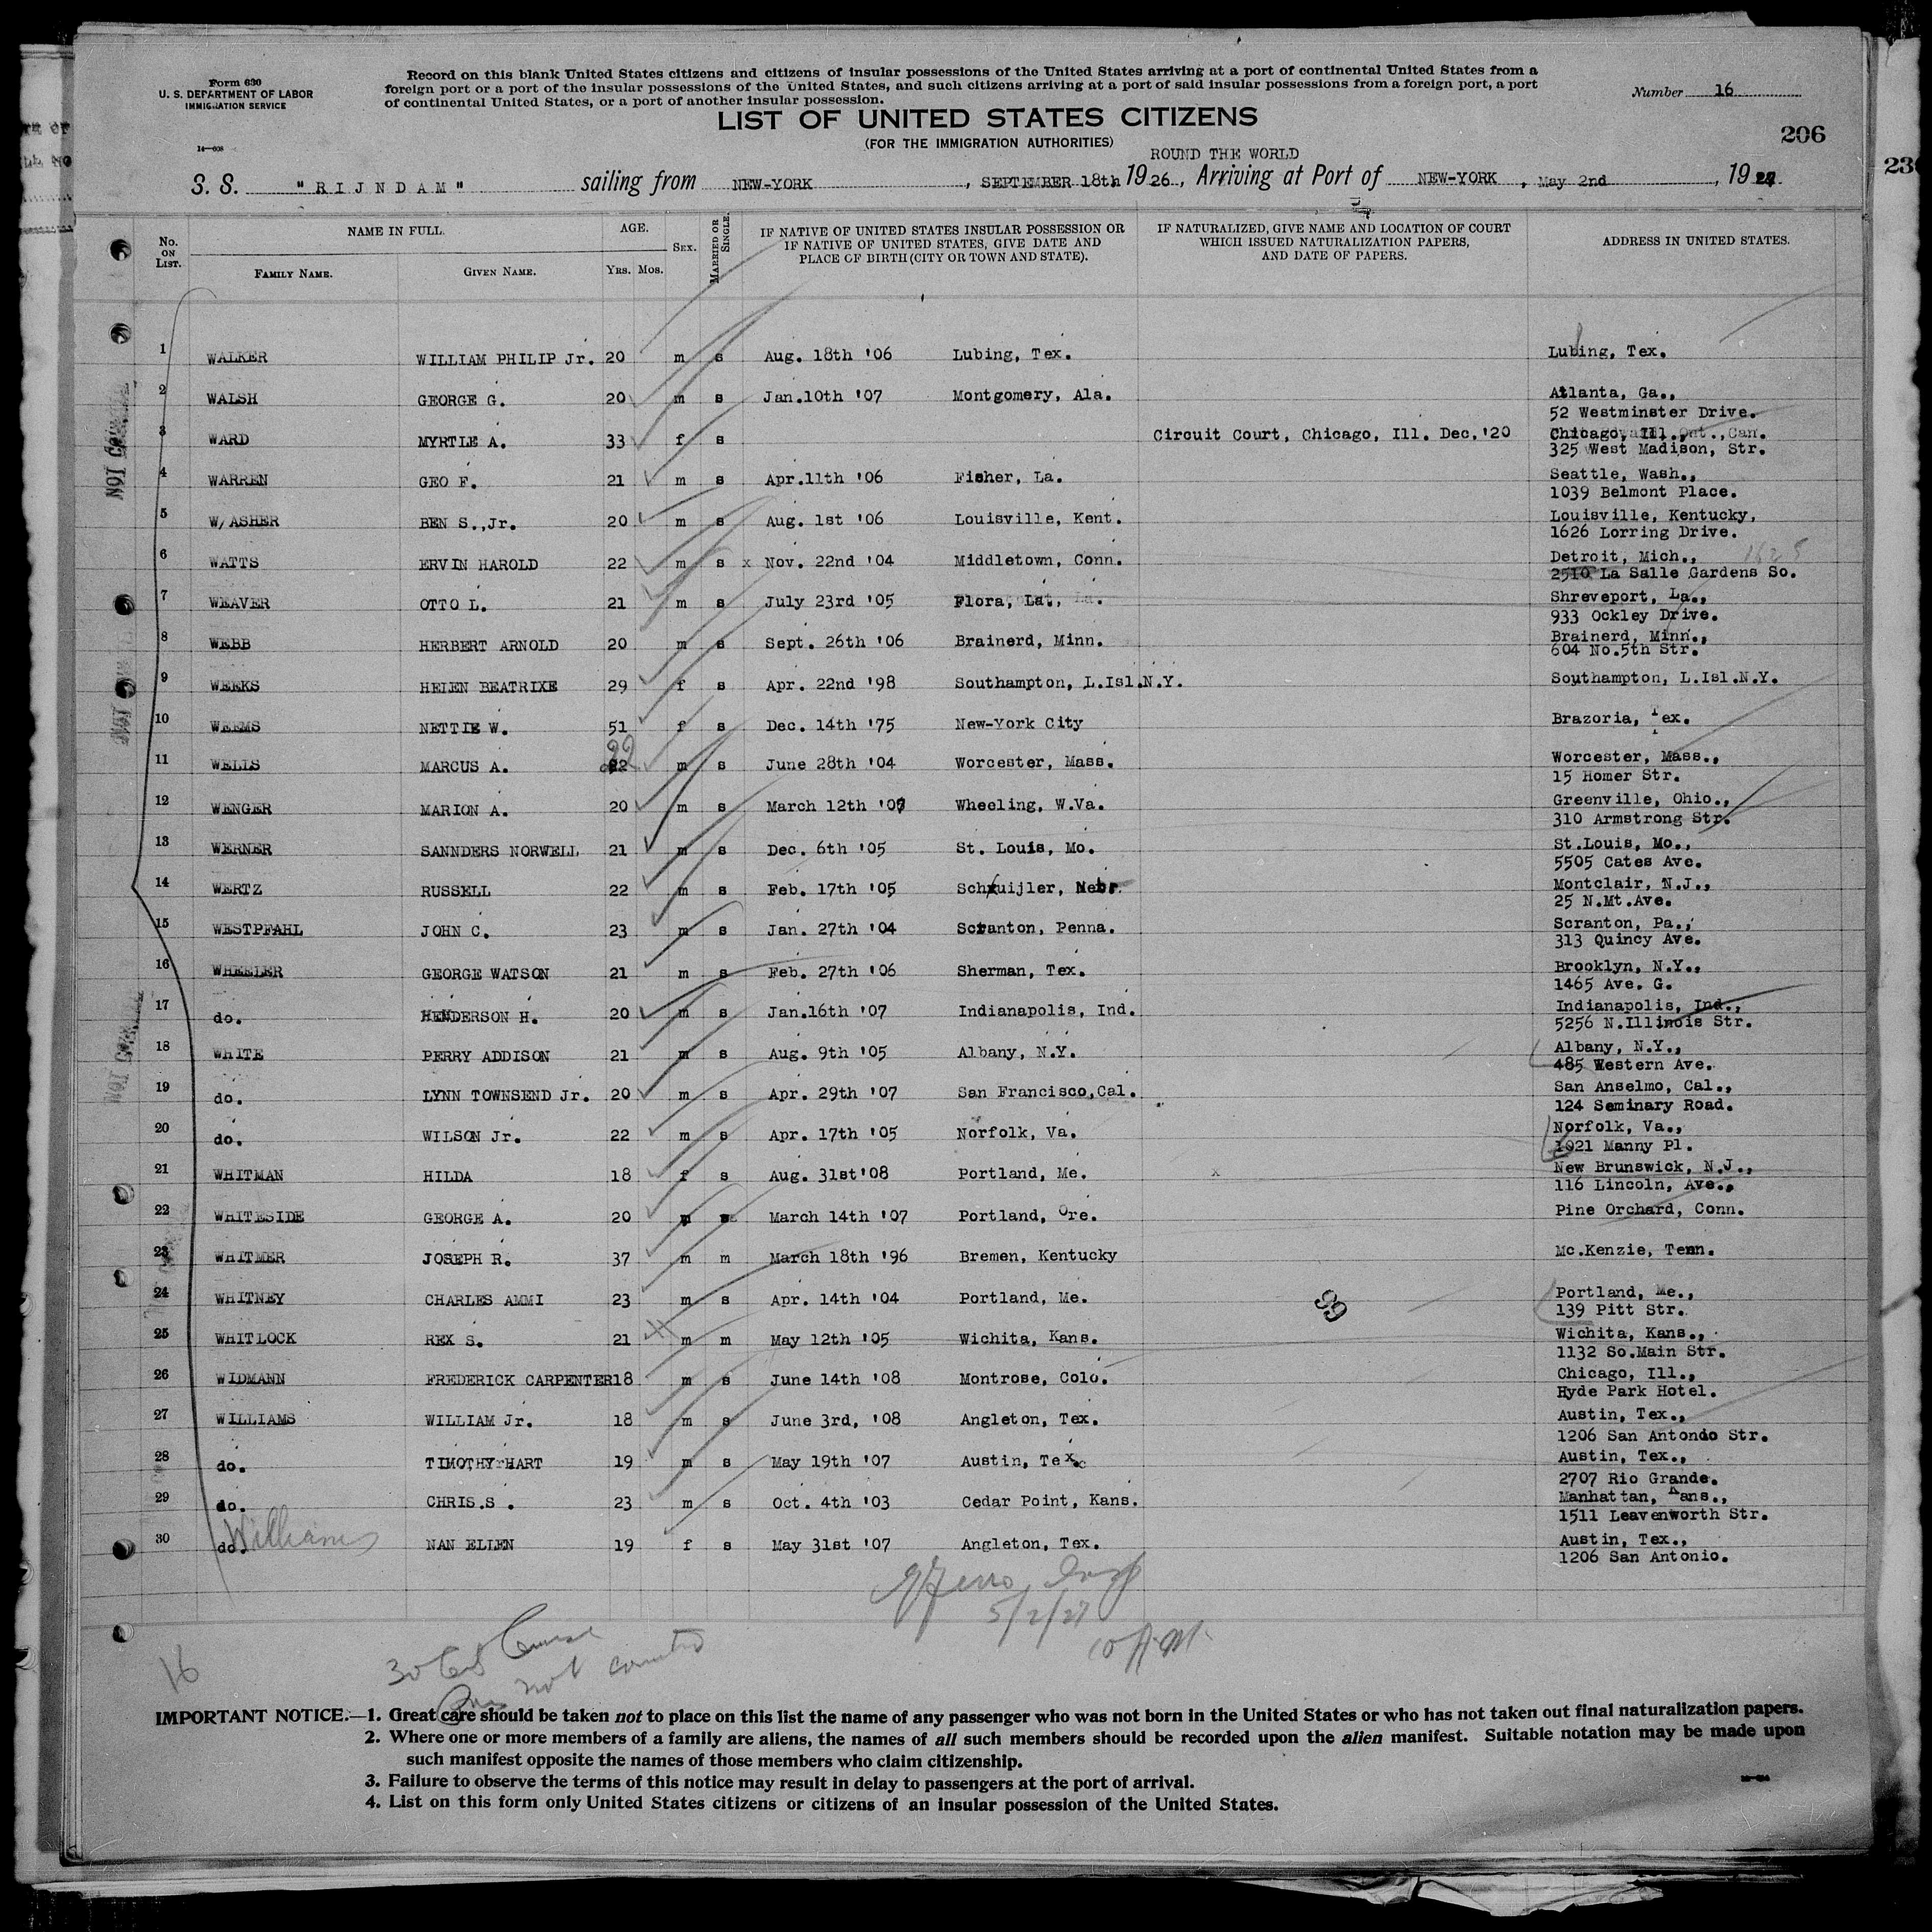 Form 630
U. S. DEPARTMENT OF LABOR
IMMIGRATION SERVICE
14—608
Record on this blank United States citizens and citizens of insular possessions of the United States arriving at a port of continental United States from a
foreign port or a port of the insular possessions of the United States, and such citizens arriving at a port of said insular possessions from a foreign port, a port
of continental United States, or a port of another insular possession.
Number 16
LIST OF UNITED STATES CITIZENS
(FOR THE IMMIGRATION AUTHORITIES)
206
ROUND THE WORLD
S. S. "RIJNDAM" sailing from NEW-YORK, SEPTEMBER 18th 1926, Arriving at Port of NEW-YORK, May 2nd, 1927
No. ON LIST. NAME IN FULL. AGE. SEX. MARRIED OR SINGLE. IF NATIVE OF UNITED STATES INSULAR POSSESSION OR IF NATIVE OF UNITED STATES, GIVE DATE AND PLACE OF BIRTH (CITY OR TOWN AND STATE). IF NATURALIZED, GIVE NAME AND LOCATION OF COURT WHICH ISSUED NATURALIZATION PAPERS, AND DATE OF PAPERS. ADDRESS IN UNITED STATES.
FAMILY NAME. GIVEN NAME. YRS. MOS.
1 WALKER WILLIAM PHILIP Jr. 20 m s Aug. 18th '06 Lubing, Tex. Lubing, Tex.
2 WALSH GEORGE G. 20 m s Jan.10th '07 Montgomery, Ala. Atlanta, Ga.,
52 Westminster Drive.
3 WARD MYRTLE A. 33 f s Circuit Court, Chicago, Ill. Dec,'20 Chicago, Ill.,
325 West Madison, Str.
4 WARREN GEO F. 21 m s Apr.11th '06 Fisher, La. Seattle, Wash.,
1039 Belmont Place.
5 W/ASHER BEN S.,Jr. 20 m s Aug. 1st '06 Louisville, Kent. Louisville, Kentucky,
1626 Lorring Drive.
6 WATTS ERVIN HAROLD 22 m s x Nov. 22nd '04 Middletown, Conn. Detroit, Mich., 1625
2510 La Salle Gardens So.
7 WEAVER OTTO L. 21 m s July 23rd '05 Flora, La. Shreveport, La.,
933 Ockley Drive.
8 WEBB HERBERT ARNOLD 20 m s Sept. 26th '06 Brainerd, Minn. Brainerd, Minn.,
604 No.5th Str.
9 WEEKS HELEN BEATRIXE 29 f s Apr. 22nd '98 Southampton, L.Isl.N.Y. Southampton, L.Isl.N.Y.
10 WEEMS NETTIE W. 51 f s Dec. 14th '75 New-York City Brazoria, Tex.
11 WELLS MARCUS A. 22 m s June 28th '04 Worcester, Mass. Worcester, Mass.,
15 Homer Str.
12 WENGER MARION A. 20 m s March 12th '07 Wheeling, W.Va. Greenville, Ohio.,
310 Armstrong Str.
13 WERNER SANNDERS NORWELL 21 m s Dec. 6th '05 St. Louis, Mo. St.Louis, Mo.,
5505 Cates Ave.
14 WERTZ RUSSELL 22 m s Feb. 17th '05 Schuijler, Nebr. Montclair, N.J.,
25 N.Mt.Ave.
15 WESTPFAHL JOHN C. 23 m s Jan. 27th '04 Scranton, Penna. Scranton, Pa.,
313 Quincy Ave.
16 WHEELER GEORGE WATSON 21 m s Feb. 27th '06 Sherman, Tex. Brooklyn, N.Y.,
1465 Ave. G.
17 do. HENDERSON H. 20 m s Jan.16th '07 Indianapolis, Ind. Indianapolis, Ind.,
5256 N.Illinois Str.
18 WHITE PERRY ADDISON 21 m s Aug. 9th '05 Albany, N.Y. Albany, N.Y.,
485 Western Ave.
19 do. LYNN TOWNSEND Jr. 20 m s Apr. 29th '07 San Francisco,Cal. San Anselmo, Cal.,
124 Seminary Road.
20 do. WILSON Jr. 22 m s Apr. 17th '05 Norfolk, Va. Norfolk, Va.,
1021 Manny Pl.
21 WHITMAN HILDA 18 f s Aug. 31st'08 Portland, Me. x New Brunswick, N.J.,
116 Lincoln, Ave.,
22 WHITESIDE GEORGE A. 20 m s March 14th '07 Portland, Ore. Pine Orchard, Conn.
23 WHITMER JOSEPH R. 37 m m March 18th '96 Bremen, Kentucky Mc.Kenzie, Tenn.
24 WHITNEY CHARLES AMMI 23 m s Apr. 14th '04 Portland, Me. 99 Portland, Me.,
139 Pitt Str.
25 WHITLOCK REX S. 21 m m May 12th '05 Wichita, Kans. Wichita, Kans.,
1132 So.Main Str.
26 WIDMANN FREDERICK CARPENTER 18 m s June 14th '08 Montrose, Colo. Chicago, Ill.,
Hyde Park Hotel.
27 WILLIAMS WILLIAM Jr. 18 m s June 3rd, '08 Angleton, Tex. Austin, Tex.,
1206 San Antonio Str.
28 do. TIMOTHY HART 19 m s May 19th '07 Austin, Tex. Austin, Tex.,
2707 Rio Grande.
29 do. CHRIS.S. 23 m s Oct. 4th '03 Cedar Point, Kans. Manhattan, Kans.,
1511 Leavenworth Str.
30 do. Williams NAN ELLEN 19 f s May 31st '07 Angleton, Tex. Austin, Tex.,
1206 San Antonio.
5/2/27
10 A.M.
16
30
not counted
IMPORTANT NOTICE.—1. Great care should be taken not to place on this list the name of any passenger who was not born in the United States or who has not taken out final naturalization papers.
2. Where one or more members of a family are aliens, the names of all such members should be recorded upon the alien manifest. Suitable notation may be made upon
such manifest opposite the names of those members who claim citizenship.
3. Failure to observe the terms of this notice may result in delay to passengers at the port of arrival.
4. List on this form only United States citizens or citizens of an insular possession of the United States.